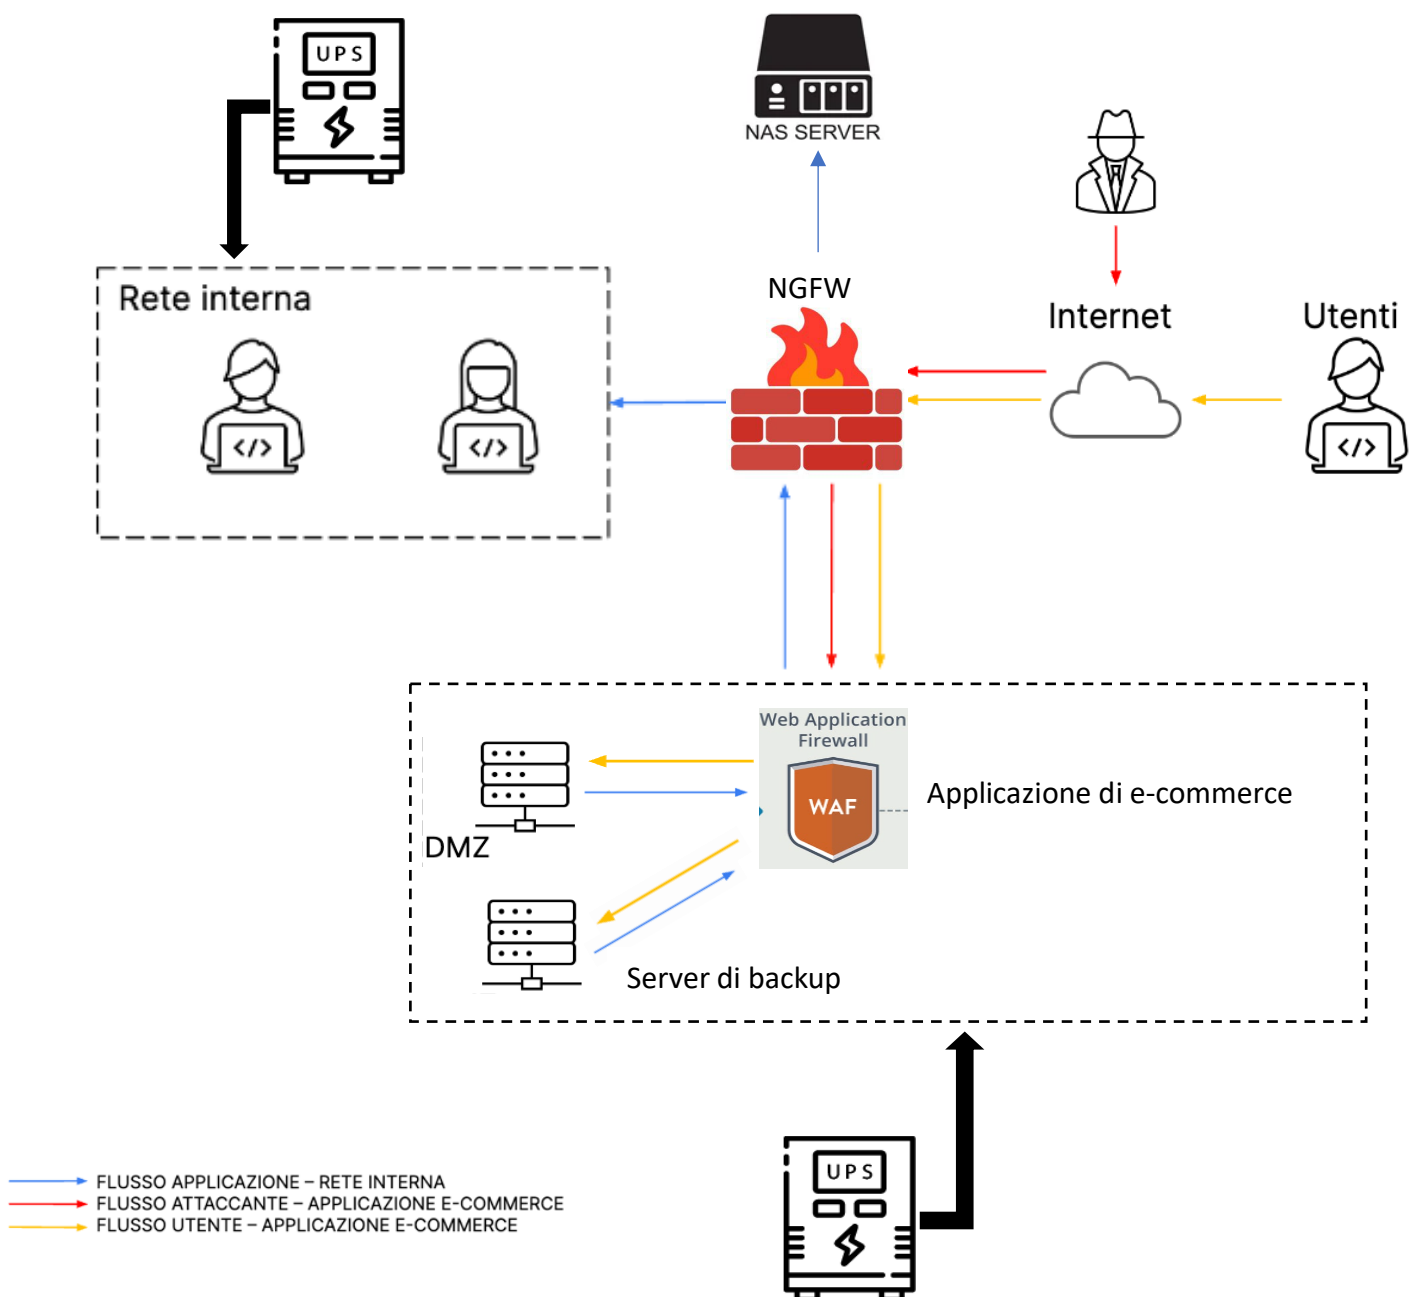 UPS
NAS SERVER
Rete interna
NGFW
Internet
Utenti
</>
</>
</>
Web Application
Firewall
WAF
Applicazione di e-commerce
DMZ
Server di backup
UPS
FLUSSO APPLICAZIONE – RETE INTERNA
FLUSSO ATTACCANTE – APPLICAZIONE E-COMMERCE
FLUSSO UTENTE – APPLICAZIONE E-COMMERCE